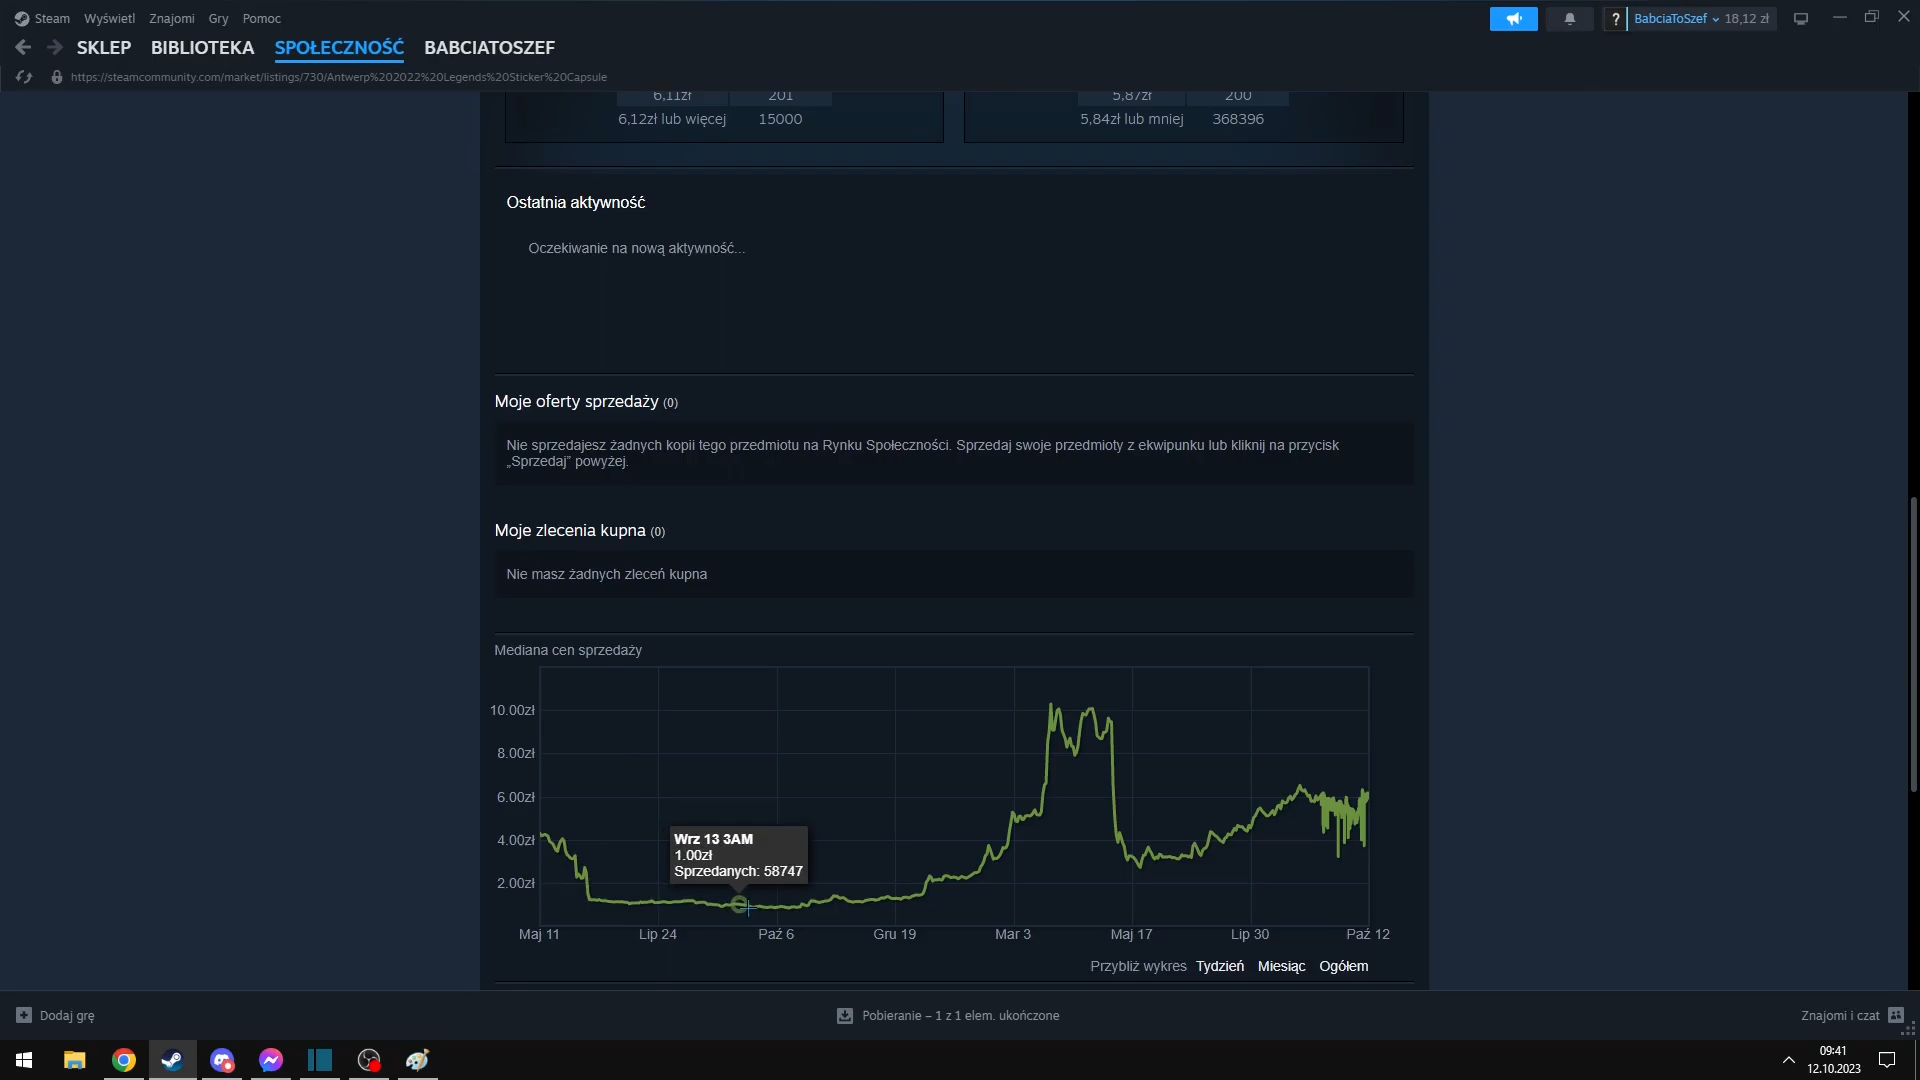 Steam Wyświetl Znajomi Gry Pomoc
? BabciaToSzef 18,12 zł
SKLEP BIBLIOTEKA SPOŁECZNOŚĆ BABCIATOSZEF
https://steamcommunity.com/market/listings/730/Antwerp%202022%20Legends%20Sticker%20Capsule
6,11zł 201 5,87zł 200
6,12zł lub więcej 15000 5,84zł lub mniej 368396
Ostatnia aktywność
Oczekiwanie na nową aktywność...
Moje oferty sprzedaży (0)
Nie sprzedajesz żadnych kopii tego przedmiotu na Rynku Społeczności. Sprzedaj swoje przedmioty z ekwipunku lub kliknij na przycisk
„Sprzedaj” powyżej.
Moje zlecenia kupna (0)
Nie masz żadnych zleceń kupna
Mediana cen sprzedaży
10.00zł
8.00zł
6.00zł
4.00zł
2.00zł
Wrz 13 3AM
1.00zł
Sprzedanych: 58747
Maj 11 Lip 24 Paź 6 Gru 19 Mar 3 Maj 17 Lip 30 Paź 12
Przybliż wykres Tydzień Miesiąc Ogółem
Dodaj grę
Pobieranie – 1 z 1 elem. ukończone
Znajomi i czat
09:41
12.10.2023